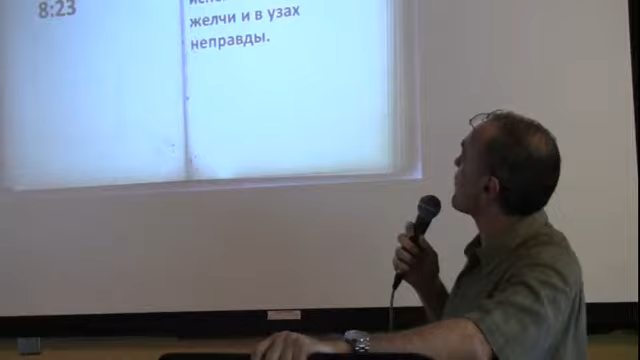 8:23
желчи и в узах
неправды.